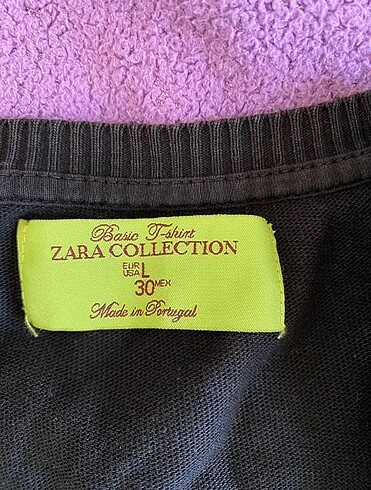 Basic T-shirt
ZARA COLLECTION
EUR USA L
30 MEX
Made in Portugal